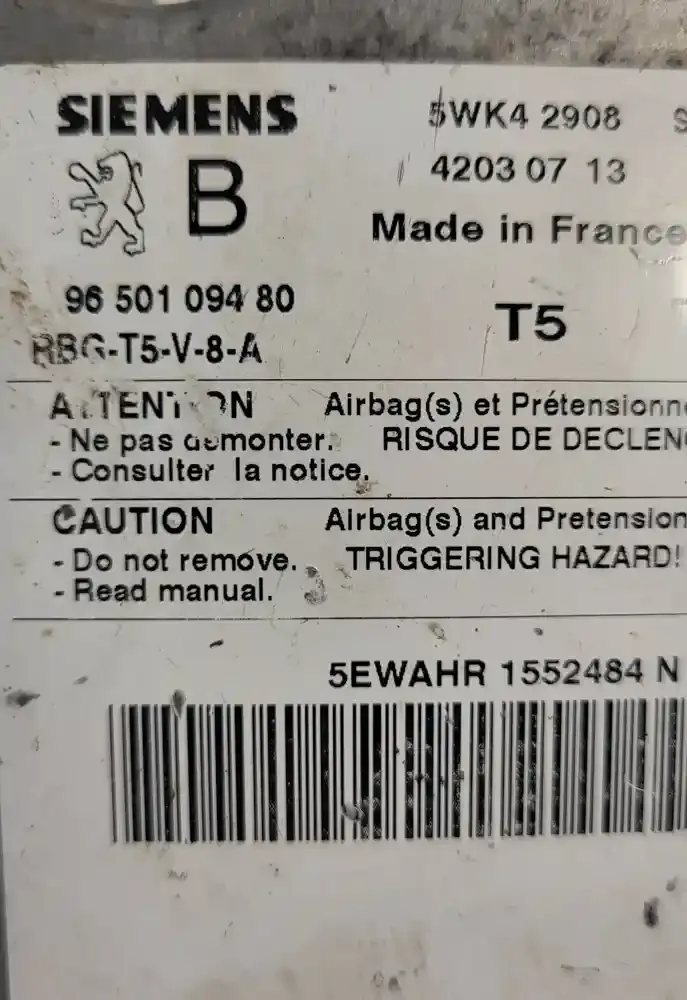 SIEMENS
5WK4 2908 S
B
4203 07 13
Made in France
96 501 094 80
T5
RBG-T5-V-8-A
ATTENTION Airbag(s) et Prétensionn
- Ne pas demonter. RISQUE DE DECLEN
- Consulter la notice.
CAUTION Airbag(s) and Pretension
- Do not remove. TRIGGERING HAZARD!
- Read manual.
5EWAHR 1552484 N